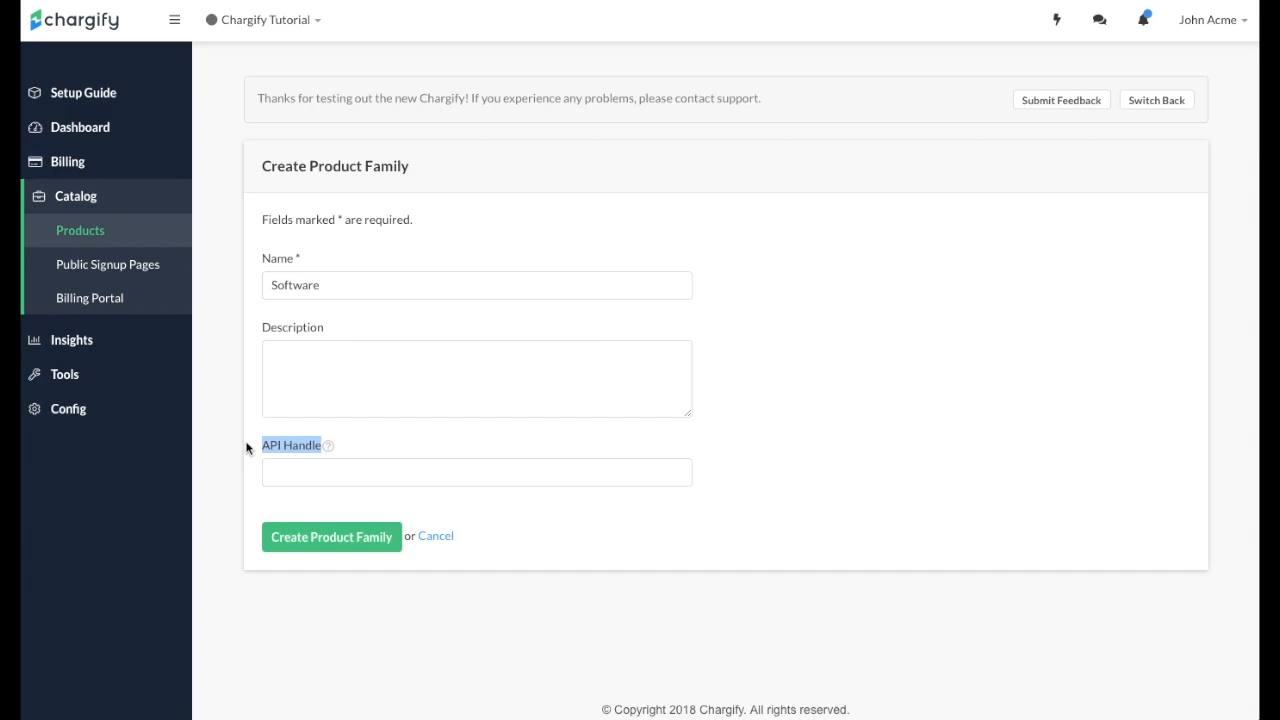 chargify
Chargify Tutorial
John Acme
Setup Guide
Dashboard
Billing
Catalog
Products
Public Signup Pages
Billing Portal
Insights
Tools
Config
Thanks for testing out the new Chargify! If you experience any problems, please contact support.
Submit Feedback
Switch Back
Create Product Family
Fields marked * are required.
Name *
Software
Description
API Handle ?
Create Product Family or Cancel
© Copyright 2018 Chargify. All rights reserved.